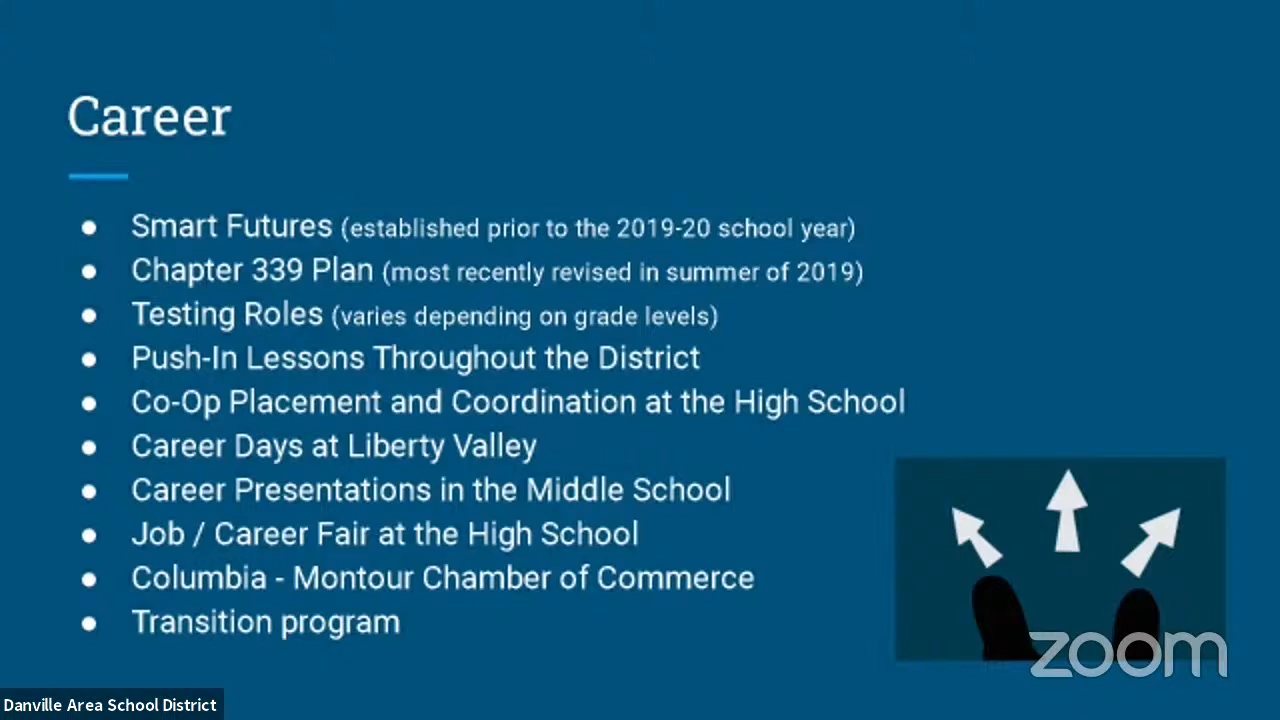 Career
● Smart Futures (established prior to the 2019-20 school year)
● Chapter 339 Plan (most recently revised in summer of 2019)
● Testing Roles (varies depending on grade levels)
● Push-In Lessons Throughout the District
● Co-Op Placement and Coordination at the High School
● Career Days at Liberty Valley
● Career Presentations in the Middle School
● Job / Career Fair at the High School
● Columbia - Montour Chamber of Commerce
● Transition program
zoom
Danville Area School District